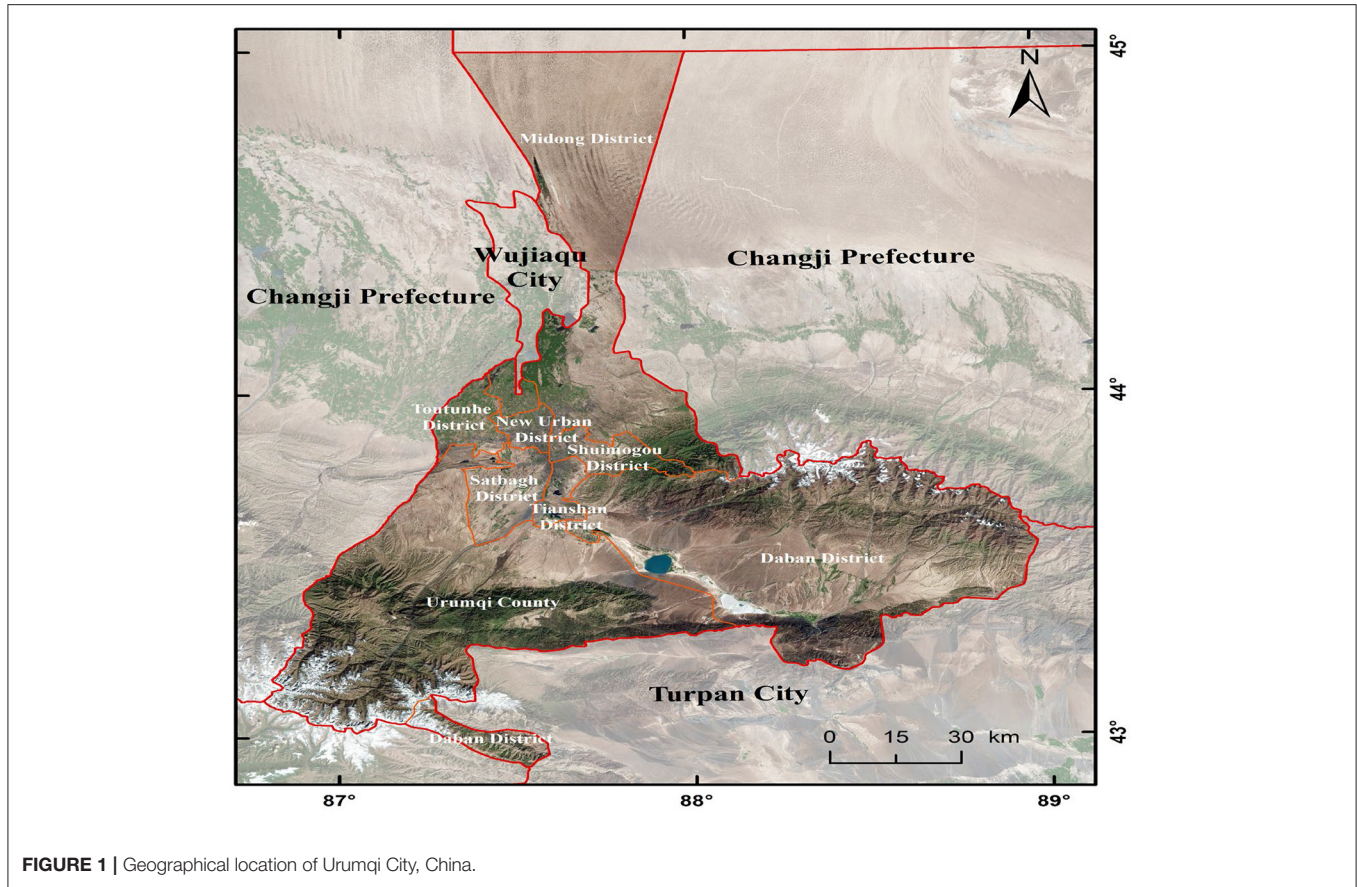 45°
N
Midong District
Wujiaqu
City
Changji Prefecture
Changji Prefecture
44°
Toutunhe
District
New Urban
District
Shuimogou
District
Saibagh
District
Tianshan
District
Daban District
Urumqi County
Turpan City
Daban District
43°
0 15 30 km
87° 88° 89°
FIGURE 1 | Geographical location of Urumqi City, China.